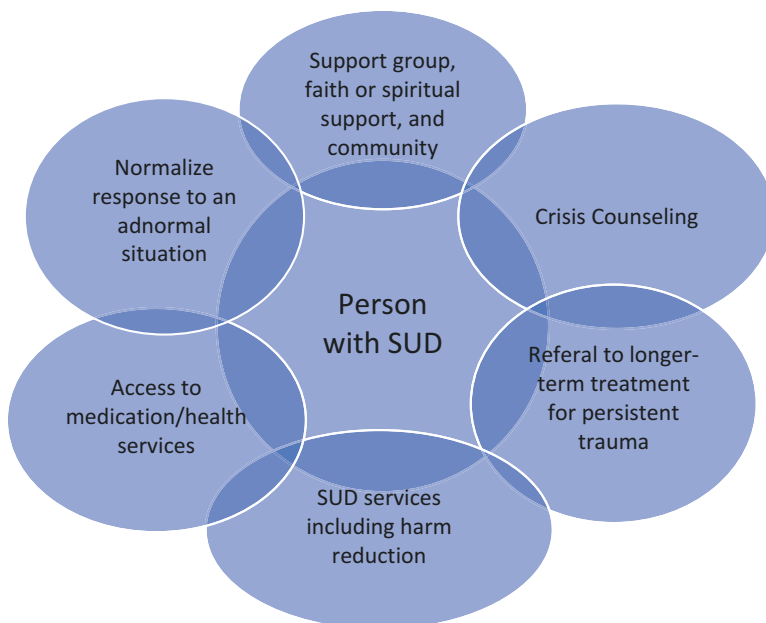 Support group,
faith or spiritual
support, and
community
Normalize
response to an
adnormal
situation
Crisis Counseling
Person
with SUD
Access to
medication/health
services
Referal to longer-
term treatment
for persistent
trauma
SUD services
including harm
reduction